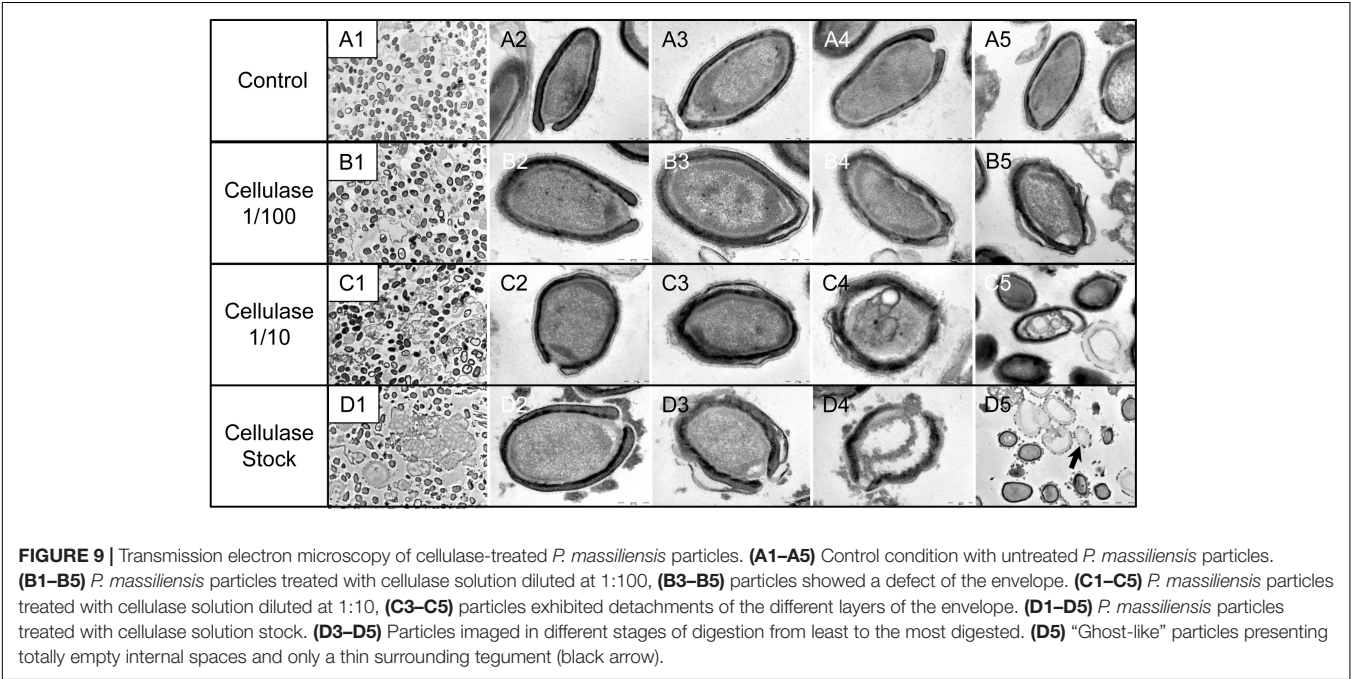 Control
A1
A2
A3
A4
A5
Cellulase
1/100
B1
B2
B3
B4
B5
Cellulase
1/10
C1
C2
C3
C4
C5
Cellulase
Stock
D1
D2
D3
D4
D5
FIGURE 9 | Transmission electron microscopy of cellulase-treated P. massiliensis particles. (A1–A5) Control condition with untreated P. massiliensis particles.
(B1–B5) P. massiliensis particles treated with cellulase solution diluted at 1:100, (B3–B5) particles showed a defect of the envelope. (C1–C5) P. massiliensis particles
treated with cellulase solution diluted at 1:10, (C3–C5) particles exhibited detachments of the different layers of the envelope. (D1–D5) P. massiliensis particles
treated with cellulase solution stock. (D3–D5) Particles imaged in different stages of digestion from least to the most digested. (D5) “Ghost-like” particles presenting
totally empty internal spaces and only a thin surrounding tegument (black arrow).